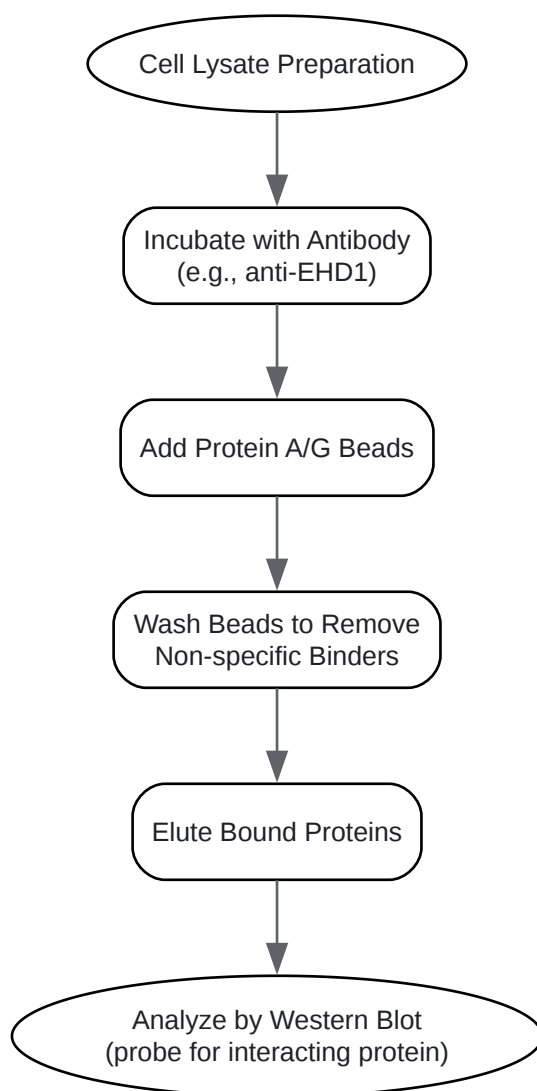 Cell Lysate Preparation
Incubate with Antibody
(e.g., anti-EHD1)
Add Protein A/G Beads
Wash Beads to Remove
Non-specific Binders
Elute Bound Proteins
Analyze by Western Blot
(probe for interacting protein)